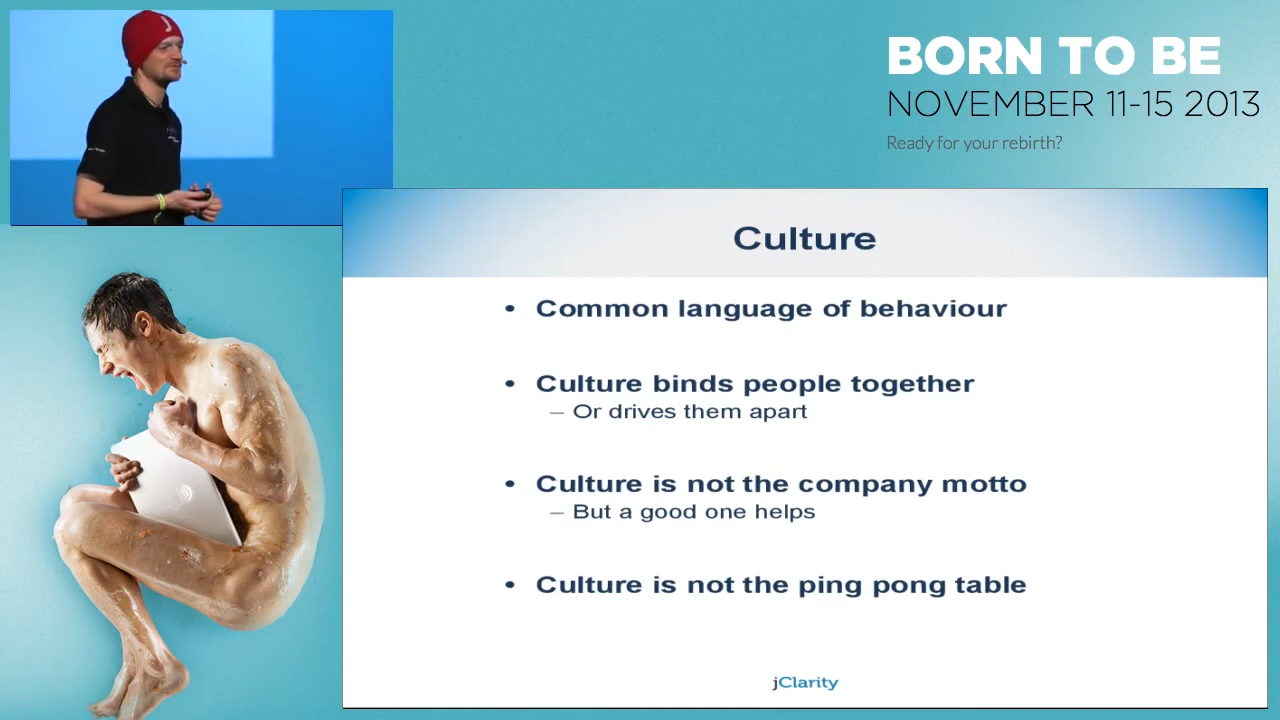 BORN TO BE
NOVEMBER 11-15 2013
Ready for your rebirth?
Culture
• Common language of behaviour
• Culture binds people together
– Or drives them apart
• Culture is not the company motto
– But a good one helps
• Culture is not the ping pong table
jClarity